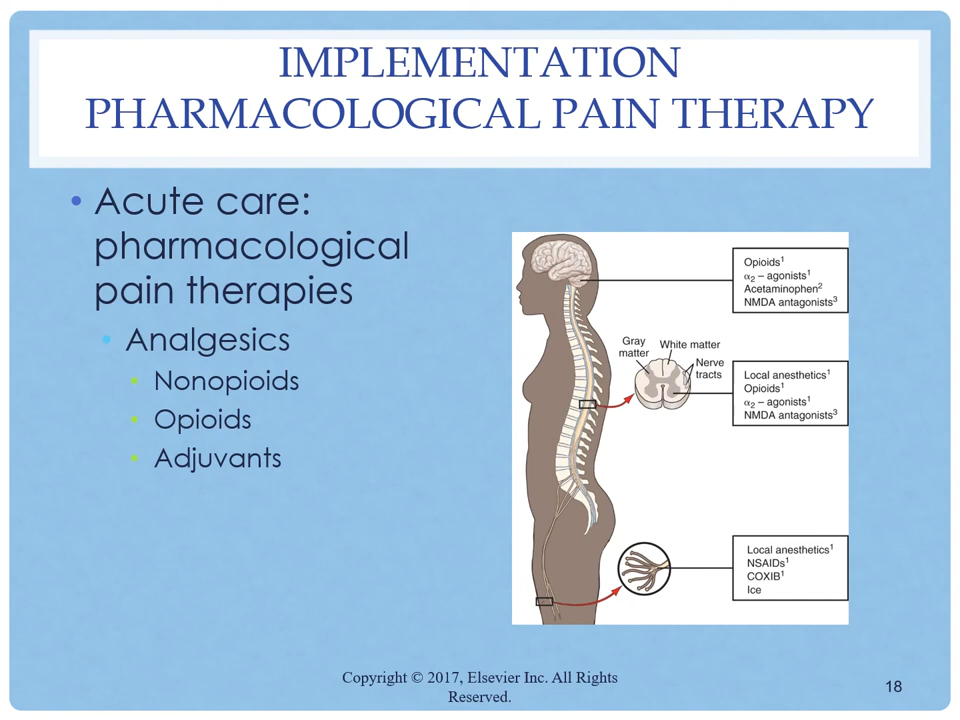 IMPLEMENTATION
PHARMACOLOGICAL PAIN THERAPY
• Acute care:
pharmacological
pain therapies
• Analgesics
• Nonopioids
• Opioids
• Adjuvants
Opioids¹
α₂ – agonists¹
Acetaminophen²
NMDA antagonists³
Gray
matter
White matter
Nerve
tracts
Local anesthetics¹
Opioids¹
α₂ – agonists¹
NMDA antagonists³
Local anesthetics¹
NSAIDs¹
COXIB¹
Ice
Copyright © 2017, Elsevier Inc. All Rights
Reserved.
18